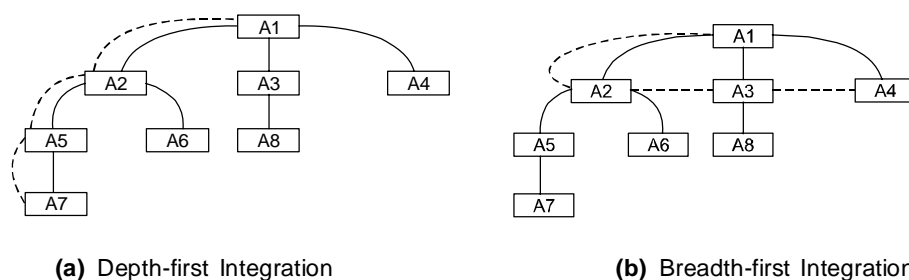 A1
A2
A3
A4
A5
A6
A8
A7
(a) Depth-first Integration
A1
A2
A3
A4
A5
A6
A8
A7
(b) Breadth-first Integration